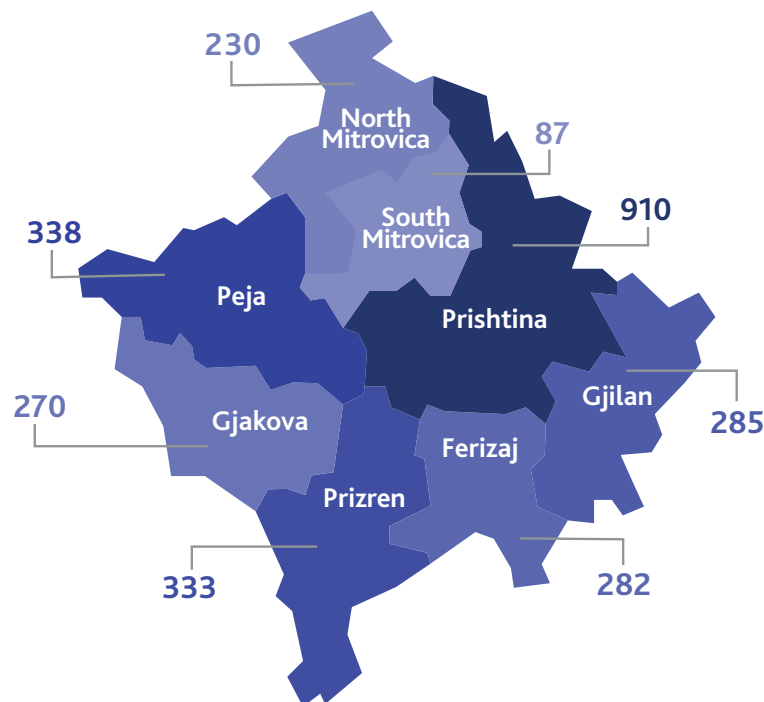 230
North
Mitrovica
87
South
Mitrovica
910
338
Peja
Prishtina
Gjilan
270
Gjakova
285
Ferizaj
Prizren
333
282